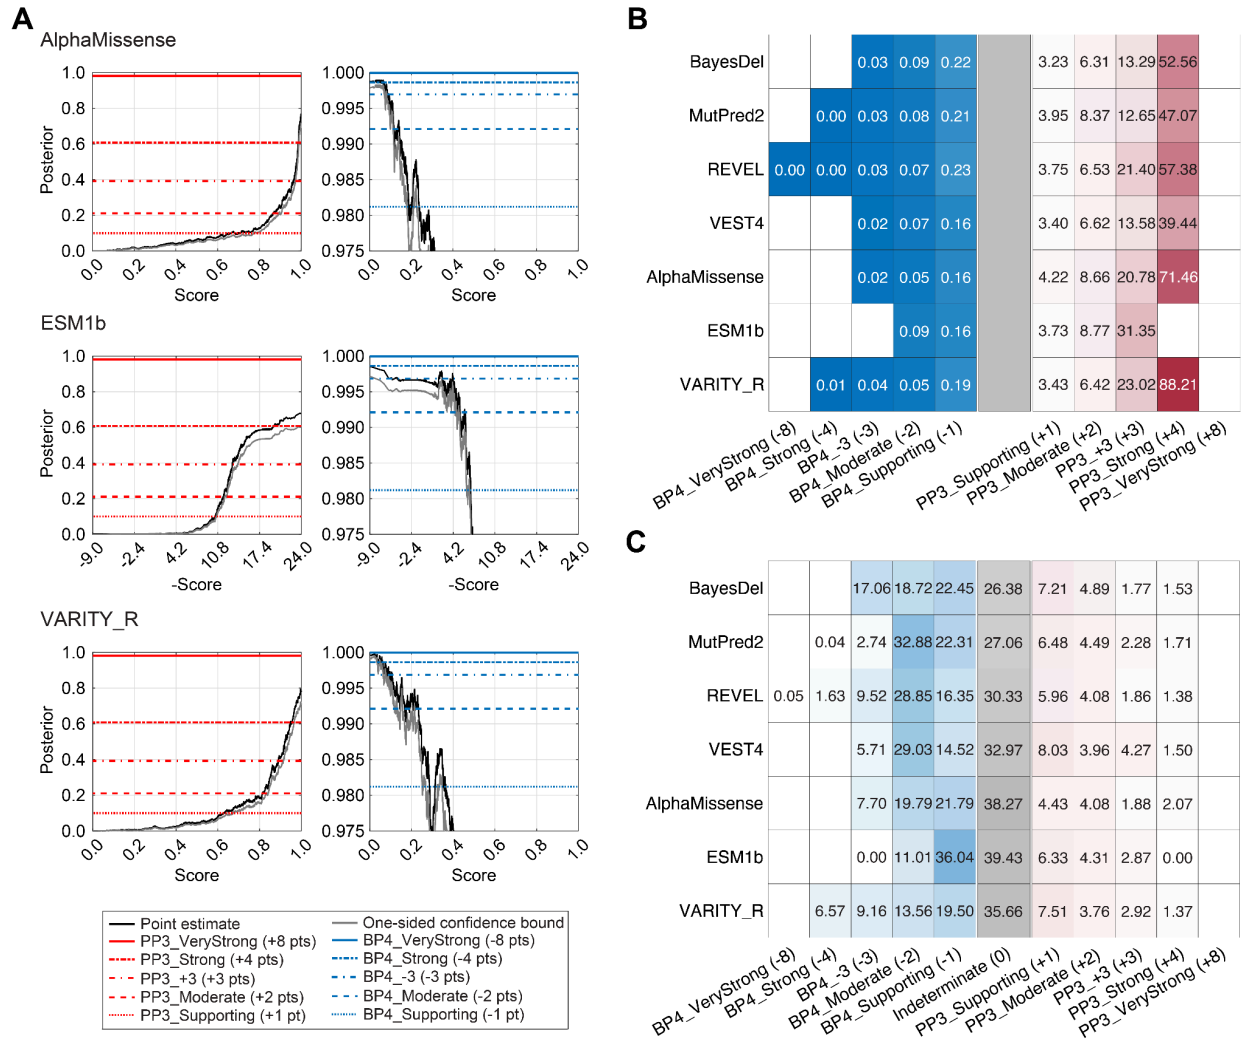 A
AlphaMissense
Posterior
1.0
0.8
0.6
0.4
0.2
0.0
0.0 0.2 0.4 0.6 0.8 1.0
Score
1.000
0.995
0.990
0.985
0.980
0.975
0.0 0.2 0.4 0.6 0.8 1.0
Score
ESM1b
Posterior
1.0
0.8
0.6
0.4
0.2
0.0
-9.0 -2.4 4.2 10.8 17.4 24.0
-Score
1.000
0.995
0.990
0.985
0.980
0.975
-9.0 -2.4 4.2 10.8 17.4 24.0
-Score
VARITY_R
Posterior
1.0
0.8
0.6
0.4
0.2
0.0
0.0 0.2 0.4 0.6 0.8 1.0
Score
1.000
0.995
0.990
0.985
0.980
0.975
0.0 0.2 0.4 0.6 0.8 1.0
Score
Point estimate
PP3_VeryStrong (+8 pts)
PP3_Strong (+4 pts)
PP3_+3 (+3 pts)
PP3_Moderate (+2 pts)
PP3_Supporting (+1 pt)
One-sided confidence bound
BP4_VeryStrong (-8 pts)
BP4_Strong (-4 pts)
BP4_-3 (-3 pts)
BP4_Moderate (-2 pts)
BP4_Supporting (-1 pt)
B
BayesDel 0.03 0.09 0.22 3.23 6.31 13.29 52.56
MutPred2 0.00 0.03 0.08 0.21 3.95 8.37 12.65 47.07
REVEL 0.00 0.00 0.03 0.07 0.23 3.75 6.53 21.40 57.38
VEST4 0.02 0.07 0.16 3.40 6.62 13.58 39.44
AlphaMissense 0.02 0.05 0.16 4.22 8.66 20.78 71.46
ESM1b 0.09 0.16 3.73 8.77 31.35
VARITY_R 0.01 0.04 0.05 0.19 3.43 6.42 23.02 88.21
BP4_VeryStrong (-8)
BP4_Strong (-4)
BP4_-3 (-3)
BP4_Moderate (-2)
BP4_Supporting (-1)
PP3_Supporting (+1)
PP3_Moderate (+2)
PP3_+3 (+3)
PP3_Strong (+4)
PP3_VeryStrong (+8)
C
BayesDel 17.06 18.72 22.45 26.38 7.21 4.89 1.77 1.53
MutPred2 0.04 2.74 32.88 22.31 27.06 6.48 4.49 2.28 1.71
REVEL 0.05 1.63 9.52 28.85 16.35 30.33 5.96 4.08 1.86 1.38
VEST4 5.71 29.03 14.52 32.97 8.03 3.96 4.27 1.50
AlphaMissense 7.70 19.79 21.79 38.27 4.43 4.08 1.88 2.07
ESM1b 0.00 11.01 36.04 39.43 6.33 4.31 2.87 0.00
VARITY_R 6.57 9.16 13.56 19.50 35.66 7.51 3.76 2.92 1.37
BP4_VeryStrong (-8)
BP4_Strong (-4)
BP4_-3 (-3)
BP4_Moderate (-2)
BP4_Supporting (-1)
Indeterminate (0)
PP3_Supporting (+1)
PP3_Moderate (+2)
PP3_+3 (+3)
PP3_Strong (+4)
PP3_VeryStrong (+8)